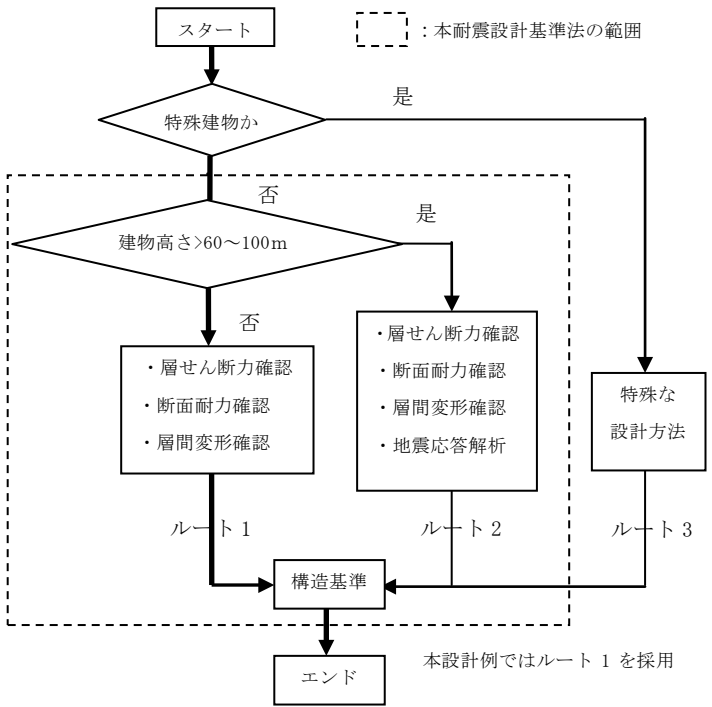 スタート
：本耐震設計基準法の範囲
特殊建物か
是
否
建物高さ>60～100m
是
否
・層せん断力確認
・断面耐力確認
・層間変形確認
・層せん断力確認
・断面耐力確認
・層間変形確認
・地震応答解析
特殊な
設計方法
ルート1
ルート2
ルート3
構造基準
エンド
本設計例ではルート 1 を採用